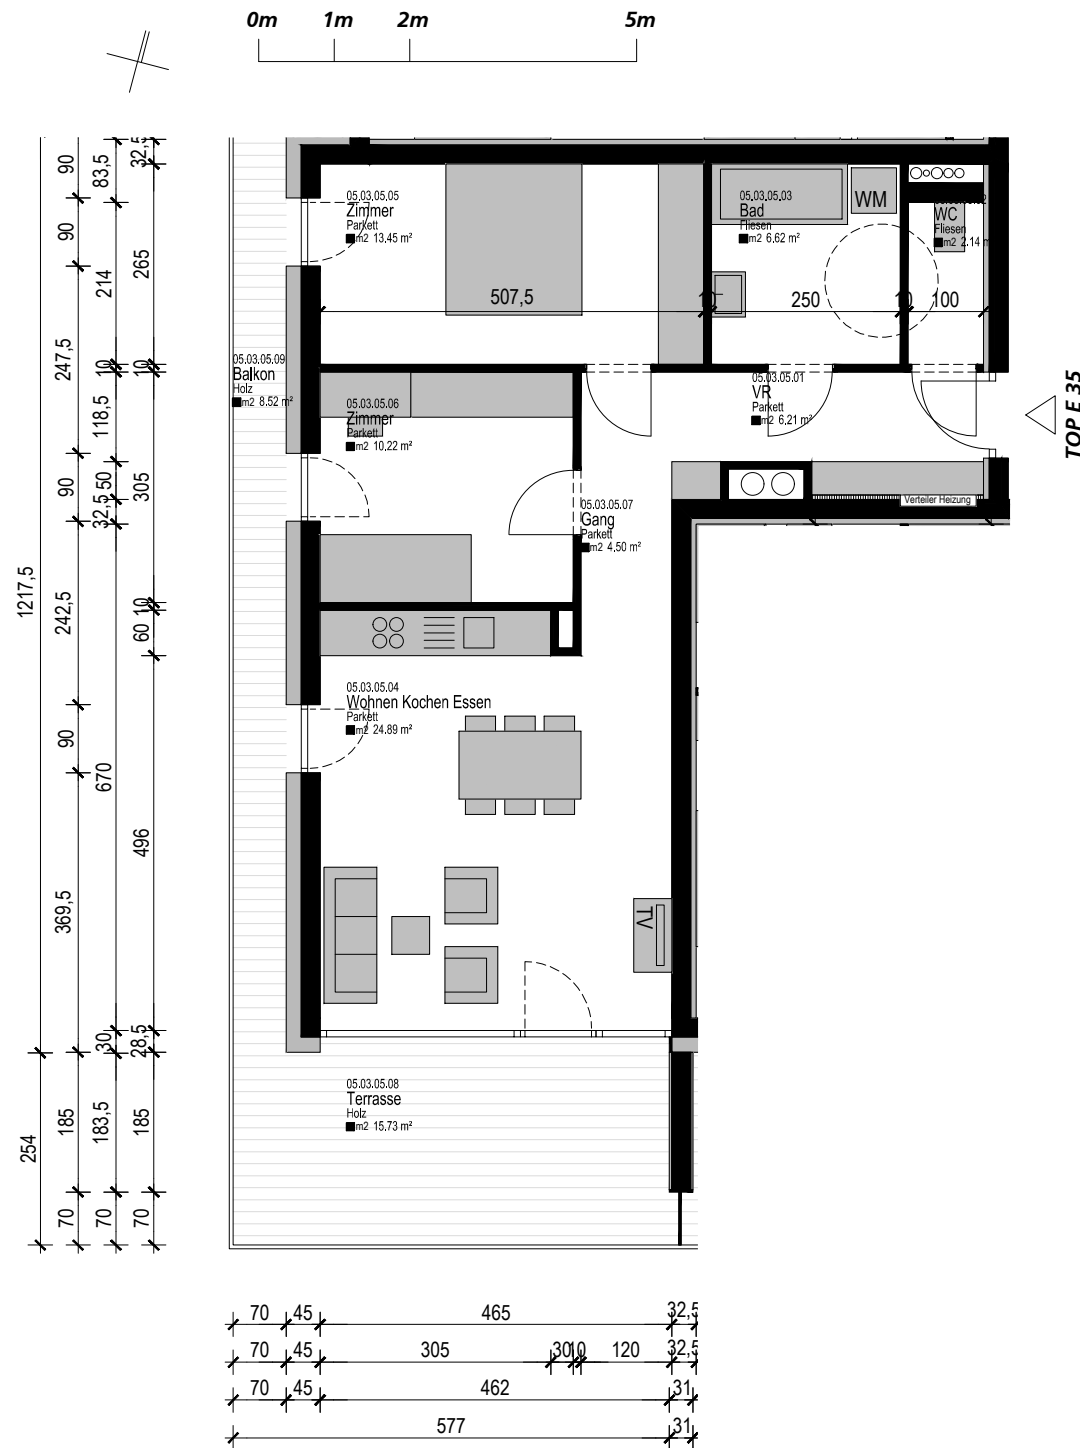 0m 1m 2m 5m
05.03.05.05
Zimmer
Parkett
m2 13,45 m²
05.03.05.03
Bad
Fliesen
m2 6,62 m²
WM
WC
Fliesen
m2 2.14 m
507,5 10 250 10 100
05.03.05.09
Balkon
Holz
m2 8.52 m²
05.03.05.06
Zimmer
Parkett
m2 10,22 m²
05.03.05.01
VR
Parkett
m2 6,21 m²
TOP E 35
Verteiler Heizung
05.03.05.07
Gang
Parkett
m2 4.50 m²
05.03.05.04
Wohnen Kochen Essen
Parkett
m2 24.89 m²
TV
05.03.05.08
Terrasse
Holz
m2 15,73 m²
1217,5
254
90
90
247,5
90
242,5
90
369,5
185
70
83,5
214
10
118,5
50
32,5
670
30
183,5
70
32,5
265
10
305
10
60
496
28,5
185
70
70 45 465 32,5
70 45 305 30 10 120 32,5
70 45 462 31
577 31